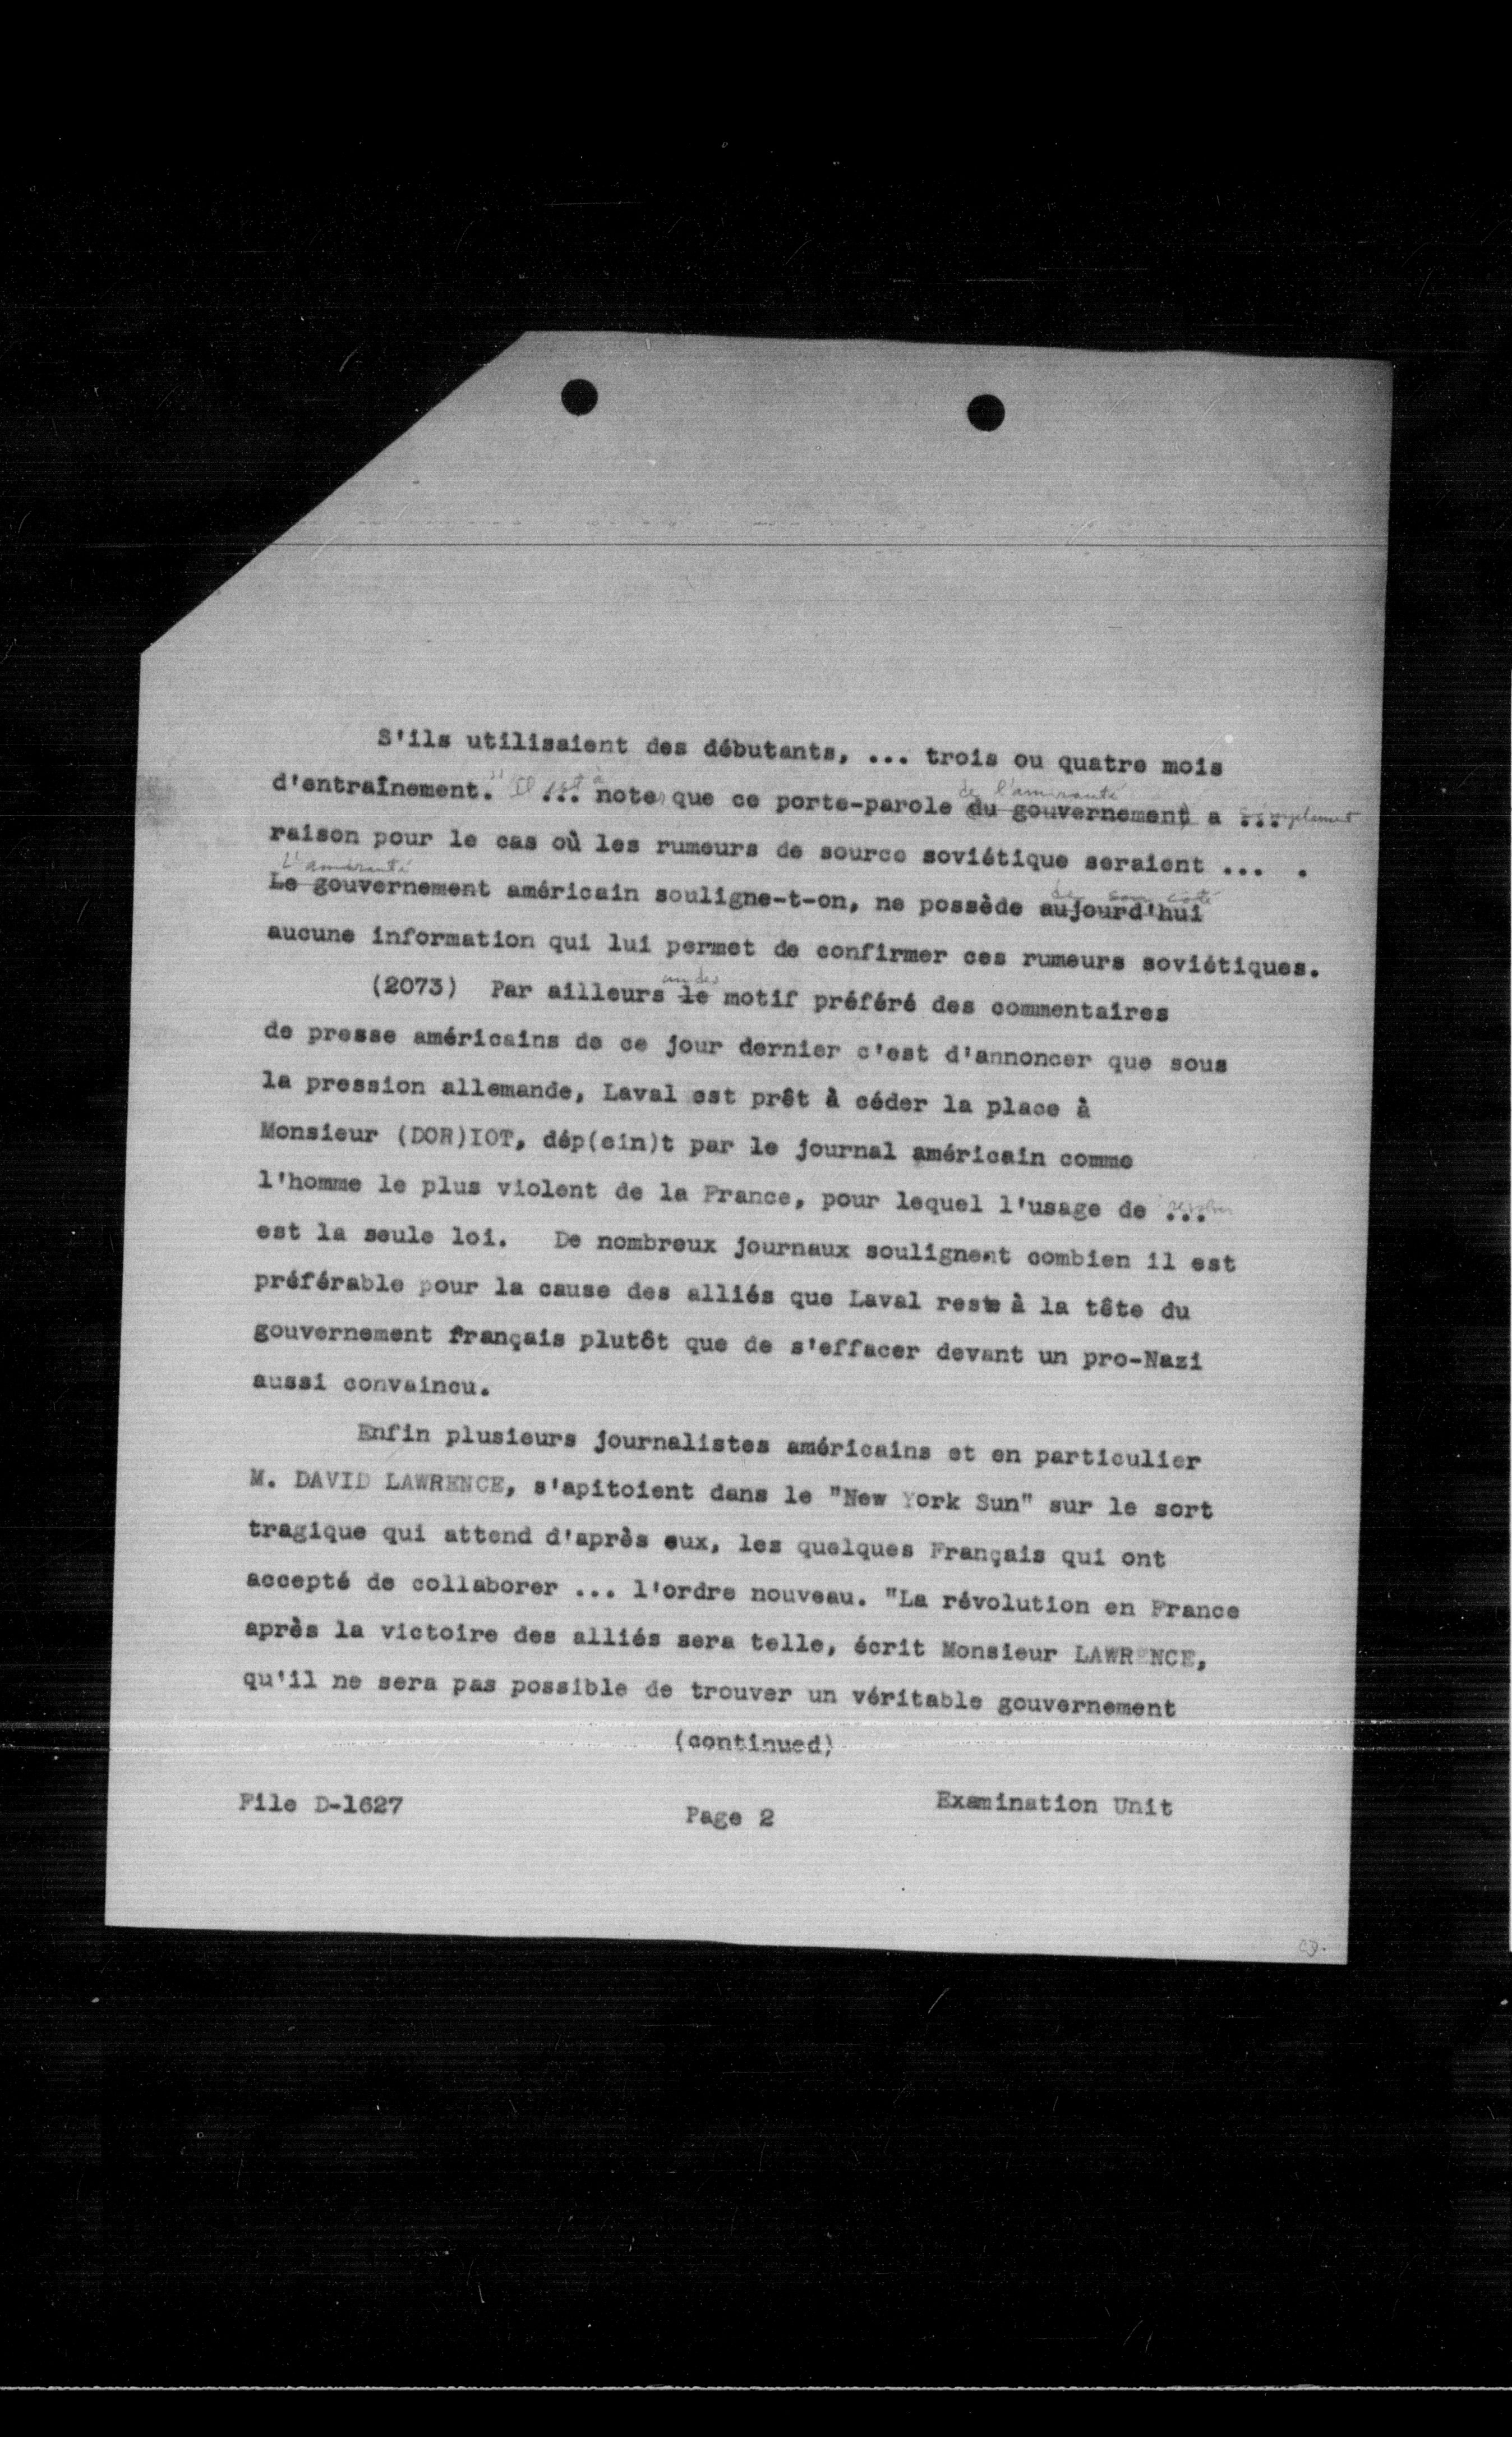 S'ils utilisaient des débutants, ... trois ou quatre mois
d'entraînement." Il est à
... noter que ce porte-parole du gouvernement a ...
de l'amirauté
raison pour le cas où les rumeurs de source soviétique seraient ... .
L'amirauté
Le gouvernement américain souligne-t-on, ne possède aujourd'hui
de son côté
aucune information qui lui permet de confirmer ces rumeurs soviétiques.
un des
(2073) Par ailleurs le motif préféré des commentaires
de presse américains de ce jour dernier c'est d'annoncer que sous
la pression allemande, Laval est prêt à céder la place à
Monsieur (DOR)IOT, dép(ein)t par le journal américain comme
l'homme le plus violent de la France, pour lequel l'usage de ... revolver
est la seule loi. De nombreux journaux soulignent combien il est
préférable pour la cause des alliés que Laval reste à la tête du
gouvernement français plutôt que de s'effacer devant un pro-Nazi
aussi convaincu.
Enfin plusieurs journalistes américains et en particulier
M. DAVID LAWRENCE, s'apitoient dans le "New York Sun" sur le sort
tragique qui attend d'après eux, les quelques Français qui ont
accepté de collaborer ... l'ordre nouveau. "La révolution en France
après la victoire des alliés sera telle, écrit Monsieur LAWRENCE,
qu'il ne sera pas possible de trouver un véritable gouvernement
(continued)
File D-1627
Page 2
Examination Unit